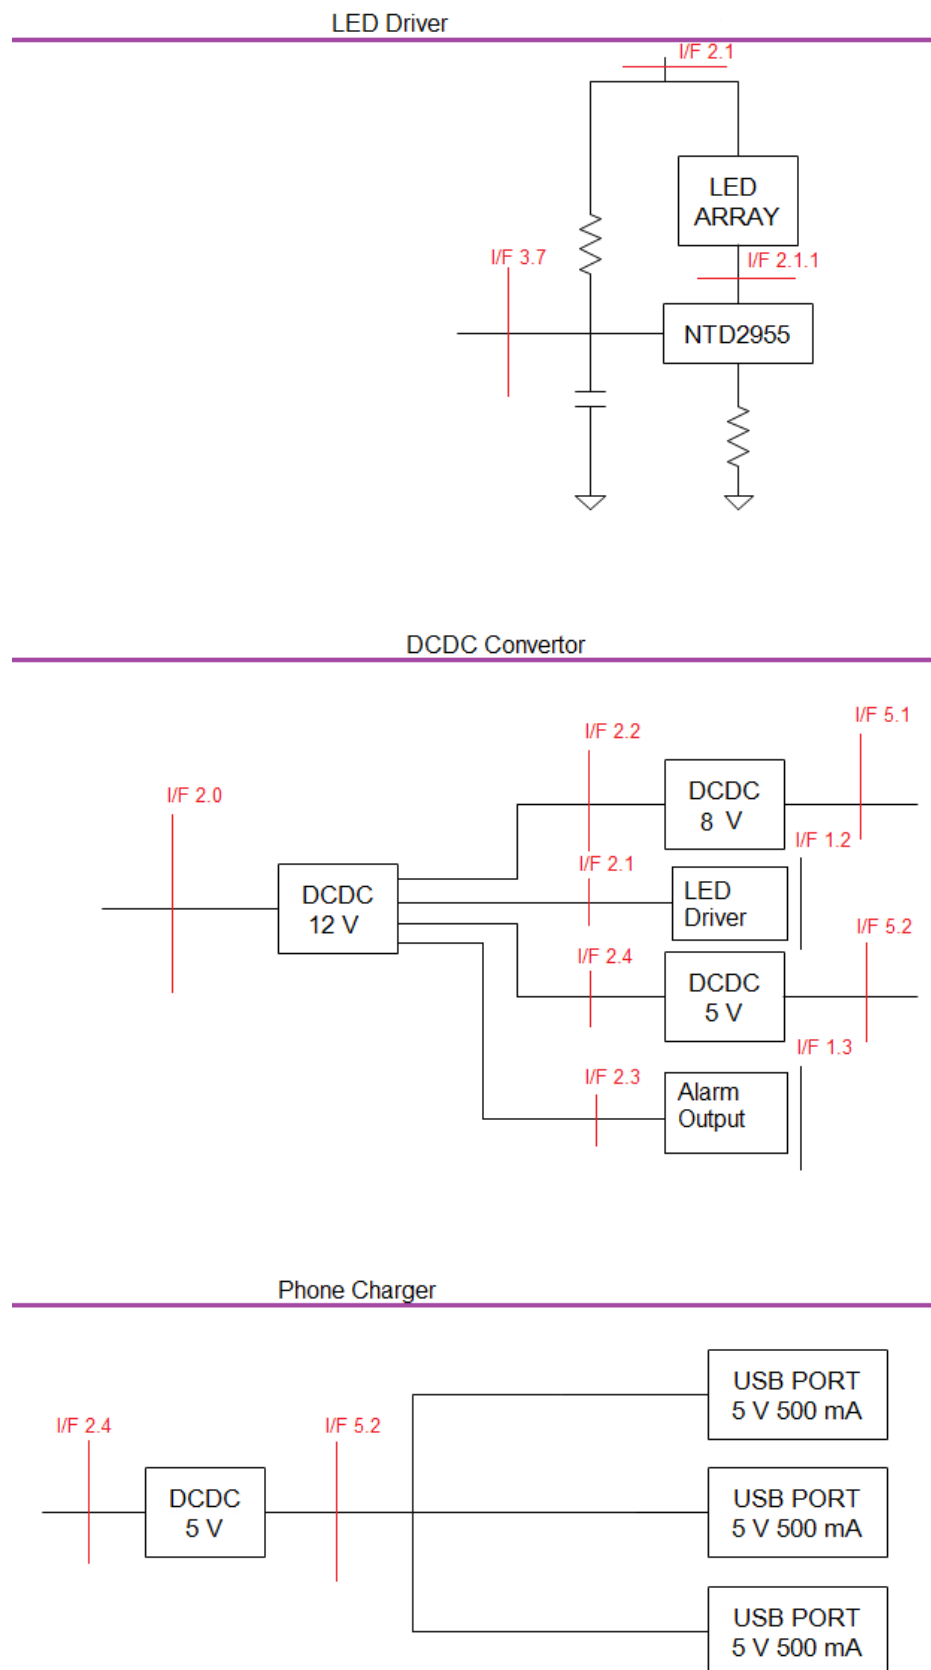 LED Driver
I/F 2.1
LED
ARRAY
I/F 3.7
I/F 2.1.1
NTD2955
DCDC Convertor
I/F 5.1
I/F 2.2
DCDC
8 V
I/F 2.0
I/F 1.2
I/F 2.1
DCDC
12 V
LED
Driver
I/F 5.2
I/F 2.4
DCDC
5 V
I/F 1.3
I/F 2.3
Alarm
Output
Phone Charger
USB PORT
5 V 500 mA
I/F 2.4
I/F 5.2
DCDC
5 V
USB PORT
5 V 500 mA
USB PORT
5 V 500 mA